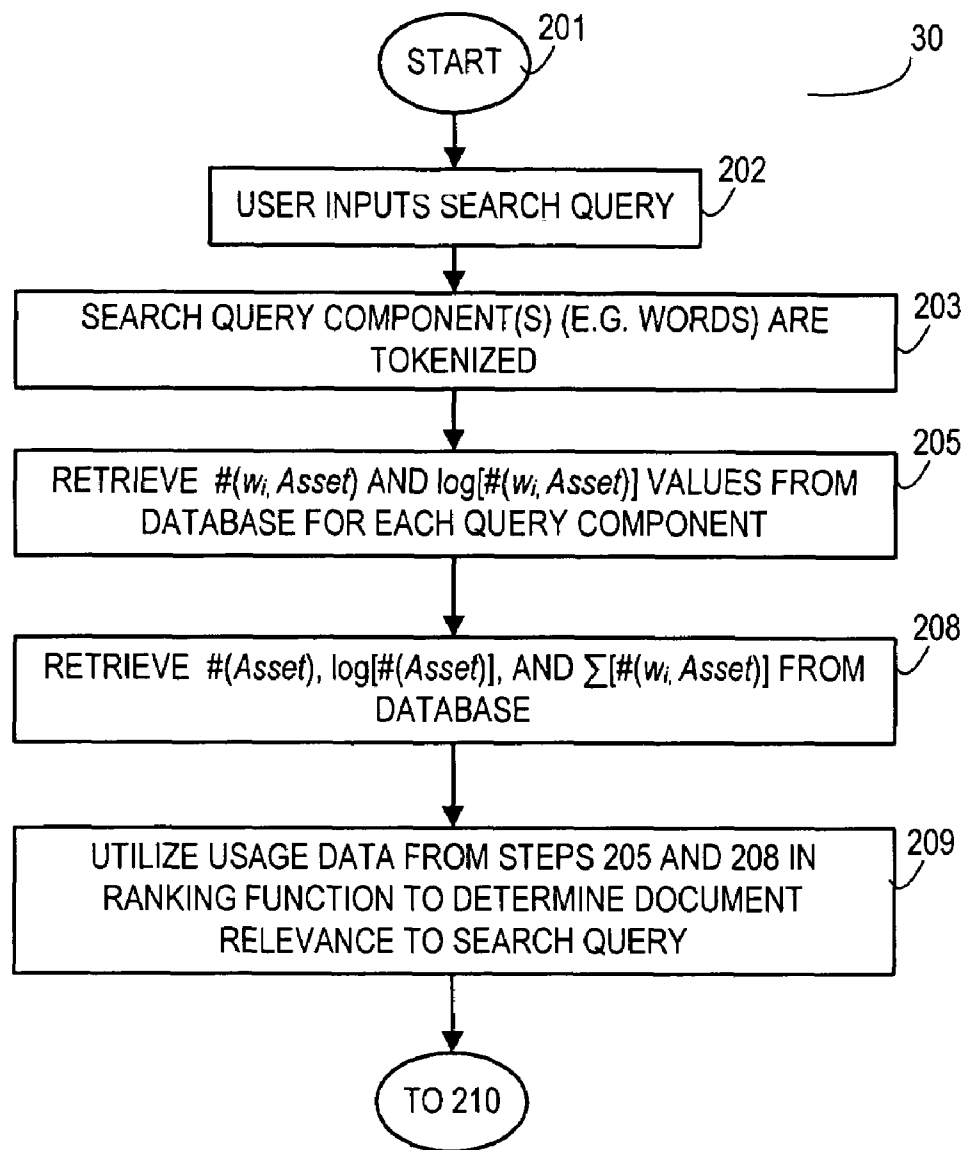 201
START
30
202
USER INPUTS SEARCH QUERY
203
SEARCH QUERY COMPONENT(S) (E.G. WORDS) ARE
TOKENIZED
205
RETRIEVE #(wi, Asset) AND log[#(wi, Asset)] VALUES FROM
DATABASE FOR EACH QUERY COMPONENT
208
RETRIEVE #(Asset), log[#(Asset)], AND ∑[#(wi, Asset)] FROM
DATABASE
209
UTILIZE USAGE DATA FROM STEPS 205 AND 208 IN
RANKING FUNCTION TO DETERMINE DOCUMENT
RELEVANCE TO SEARCH QUERY
TO 210